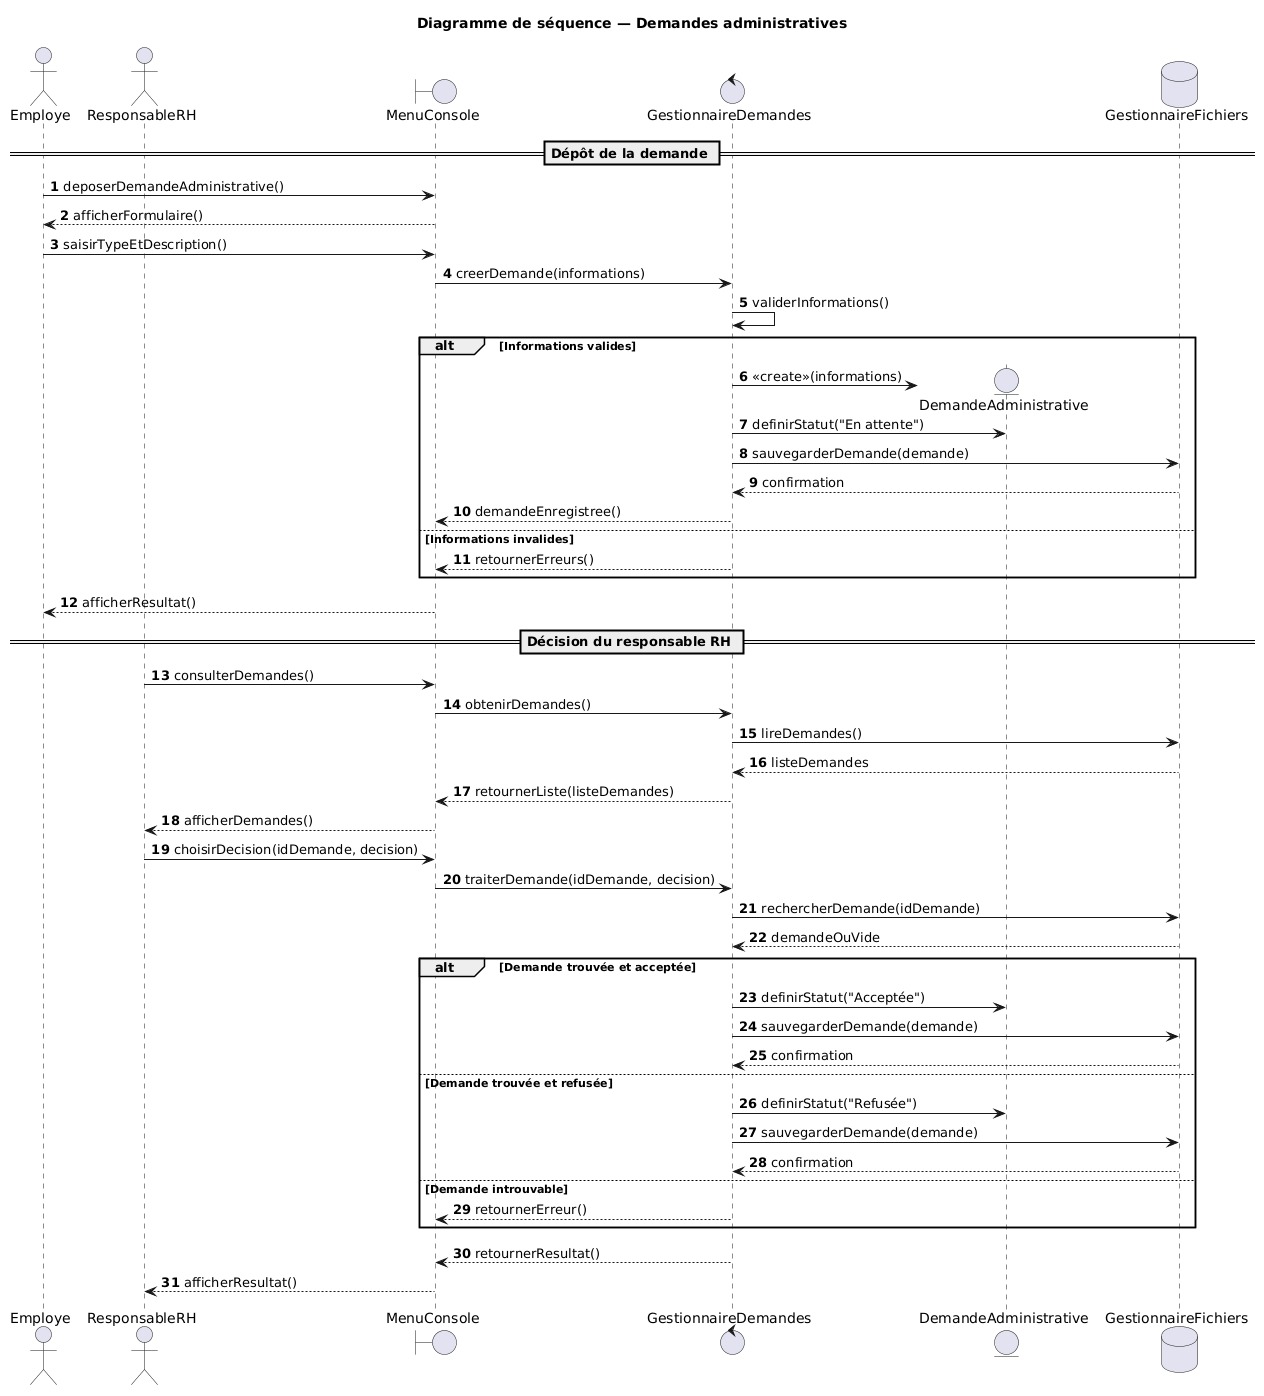 Diagramme de séquence — Demandes administratives
Employe
ResponsableRH
MenuConsole
GestionnaireDemandes
GestionnaireFichiers
Dépôt de la demande
1 deposerDemandeAdministrative()
2 afficherFormulaire()
3 saisirTypeEtDescription()
4 creerDemande(informations)
5 validerInformations()
alt [Informations valides]
6 «create»(informations)
DemandeAdministrative
7 definirStatut("En attente")
8 sauvegarderDemande(demande)
9 confirmation
10 demandeEnregistree()
[Informations invalides]
11 retournerErreurs()
12 afficherResultat()
Décision du responsable RH
13 consulterDemandes()
14 obtenirDemandes()
15 lireDemandes()
16 listeDemandes
17 retournerListe(listeDemandes)
18 afficherDemandes()
19 choisirDecision(idDemande, decision)
20 traiterDemande(idDemande, decision)
21 rechercherDemande(idDemande)
22 demandeOuVide
alt [Demande trouvée et acceptée]
23 definirStatut("Acceptée")
24 sauvegarderDemande(demande)
25 confirmation
[Demande trouvée et refusée]
26 definirStatut("Refusée")
27 sauvegarderDemande(demande)
28 confirmation
[Demande introuvable]
29 retournerErreur()
30 retournerResultat()
31 afficherResultat()
Employe
ResponsableRH
MenuConsole
GestionnaireDemandes
DemandeAdministrative
GestionnaireFichiers